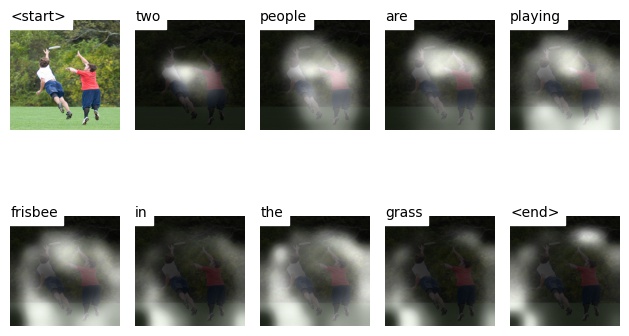 <start> two people are playing
frisbee in the grass <end>